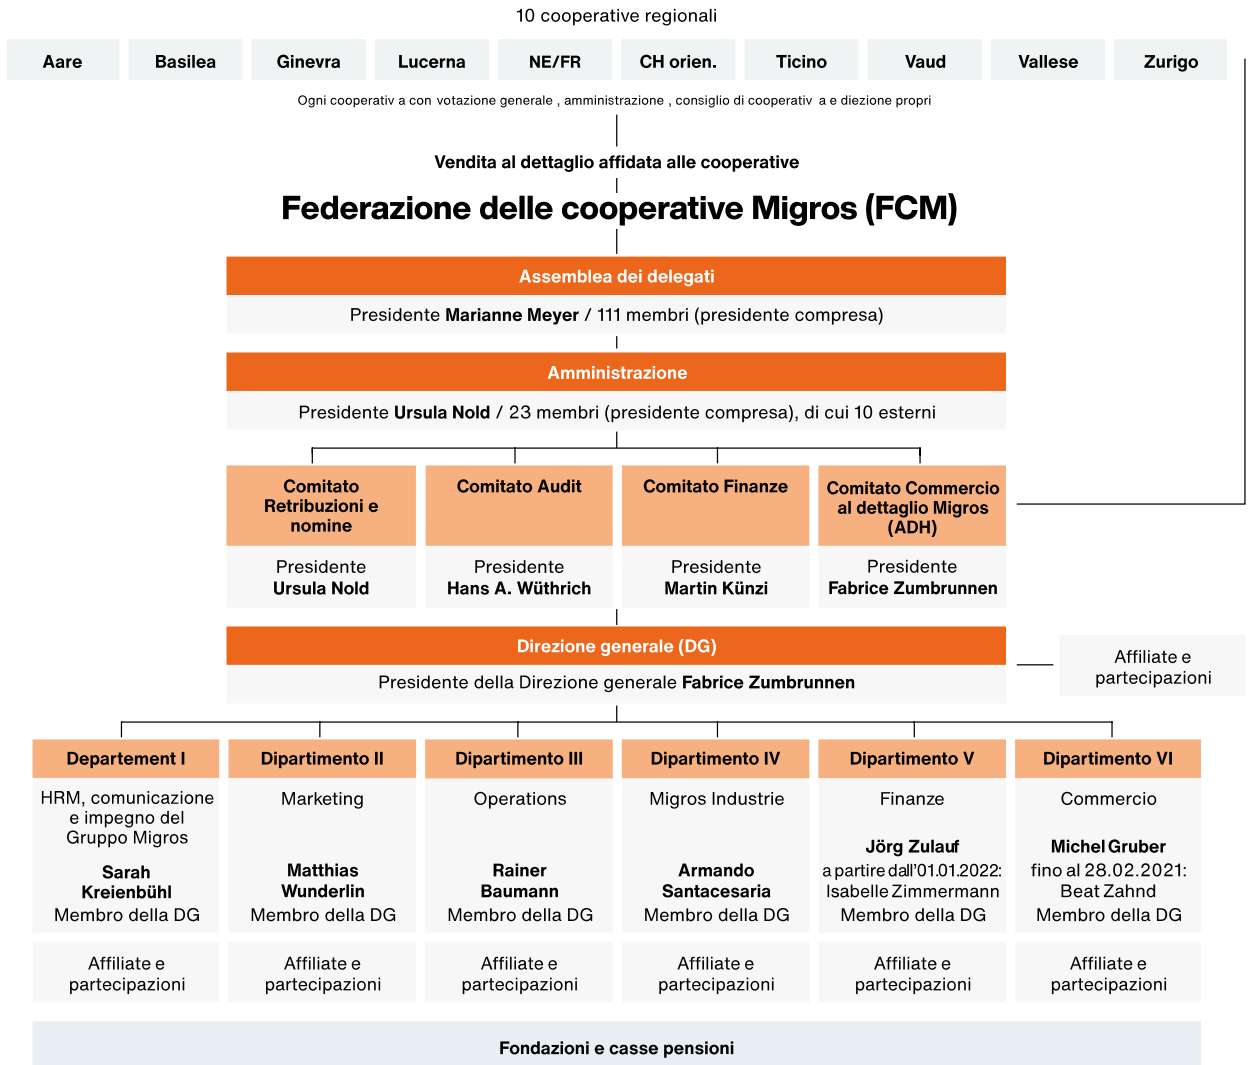 10 cooperative regionali
Aare
Basilea
Ginevra
Lucerna
NE/FR
CH orien.
Ticino
Vaud
Vallese
Zurigo
Ogni cooperativ a con votazione generale , amministrazione , consiglio di cooperativ a e diezione propri
Vendita al dettaglio affidata alle cooperative
Federazione delle cooperative Migros (FCM)
Assemblea dei delegati
Presidente Marianne Meyer / 111 membri (presidente compresa)
Amministrazione
Presidente Ursula Nold / 23 membri (presidente compresa), di cui 10 esterni
Comitato
Retribuzioni e
nomine
Presidente
Ursula Nold
Comitato Audit
Presidente
Hans A. Wüthrich
Comitato Finanze
Presidente
Martin Künzi
Comitato Commercio
al dettaglio Migros
(ADH)
Presidente
Fabrice Zumbrunnen
Direzione generale (DG)
Presidente della Direzione generale Fabrice Zumbrunnen
Affiliate e
partecipazioni
Departement I
HRM, comunicazione
e impegno del
Gruppo Migros
Sarah
Kreienbühl
Membro della DG
Affiliate e
partecipazioni
Dipartimento II
Marketing
Matthias
Wunderlin
Membro della DG
Affiliate e
partecipazioni
Dipartimento III
Operations
Rainer
Baumann
Membro della DG
Affiliate e
partecipazioni
Dipartimento IV
Migros Industrie
Armando
Santacesaria
Membro della DG
Affiliate e
partecipazioni
Dipartimento V
Finanze
Jörg Zulauf
a partire dall'01.01.2022:
Isabelle Zimmermann
Membro della DG
Affiliate e
partecipazioni
Dipartimento VI
Commercio
Michel Gruber
fino al 28.02.2021:
Beat Zahnd
Membro della DG
Affiliate e
partecipazioni
Fondazioni e casse pensioni